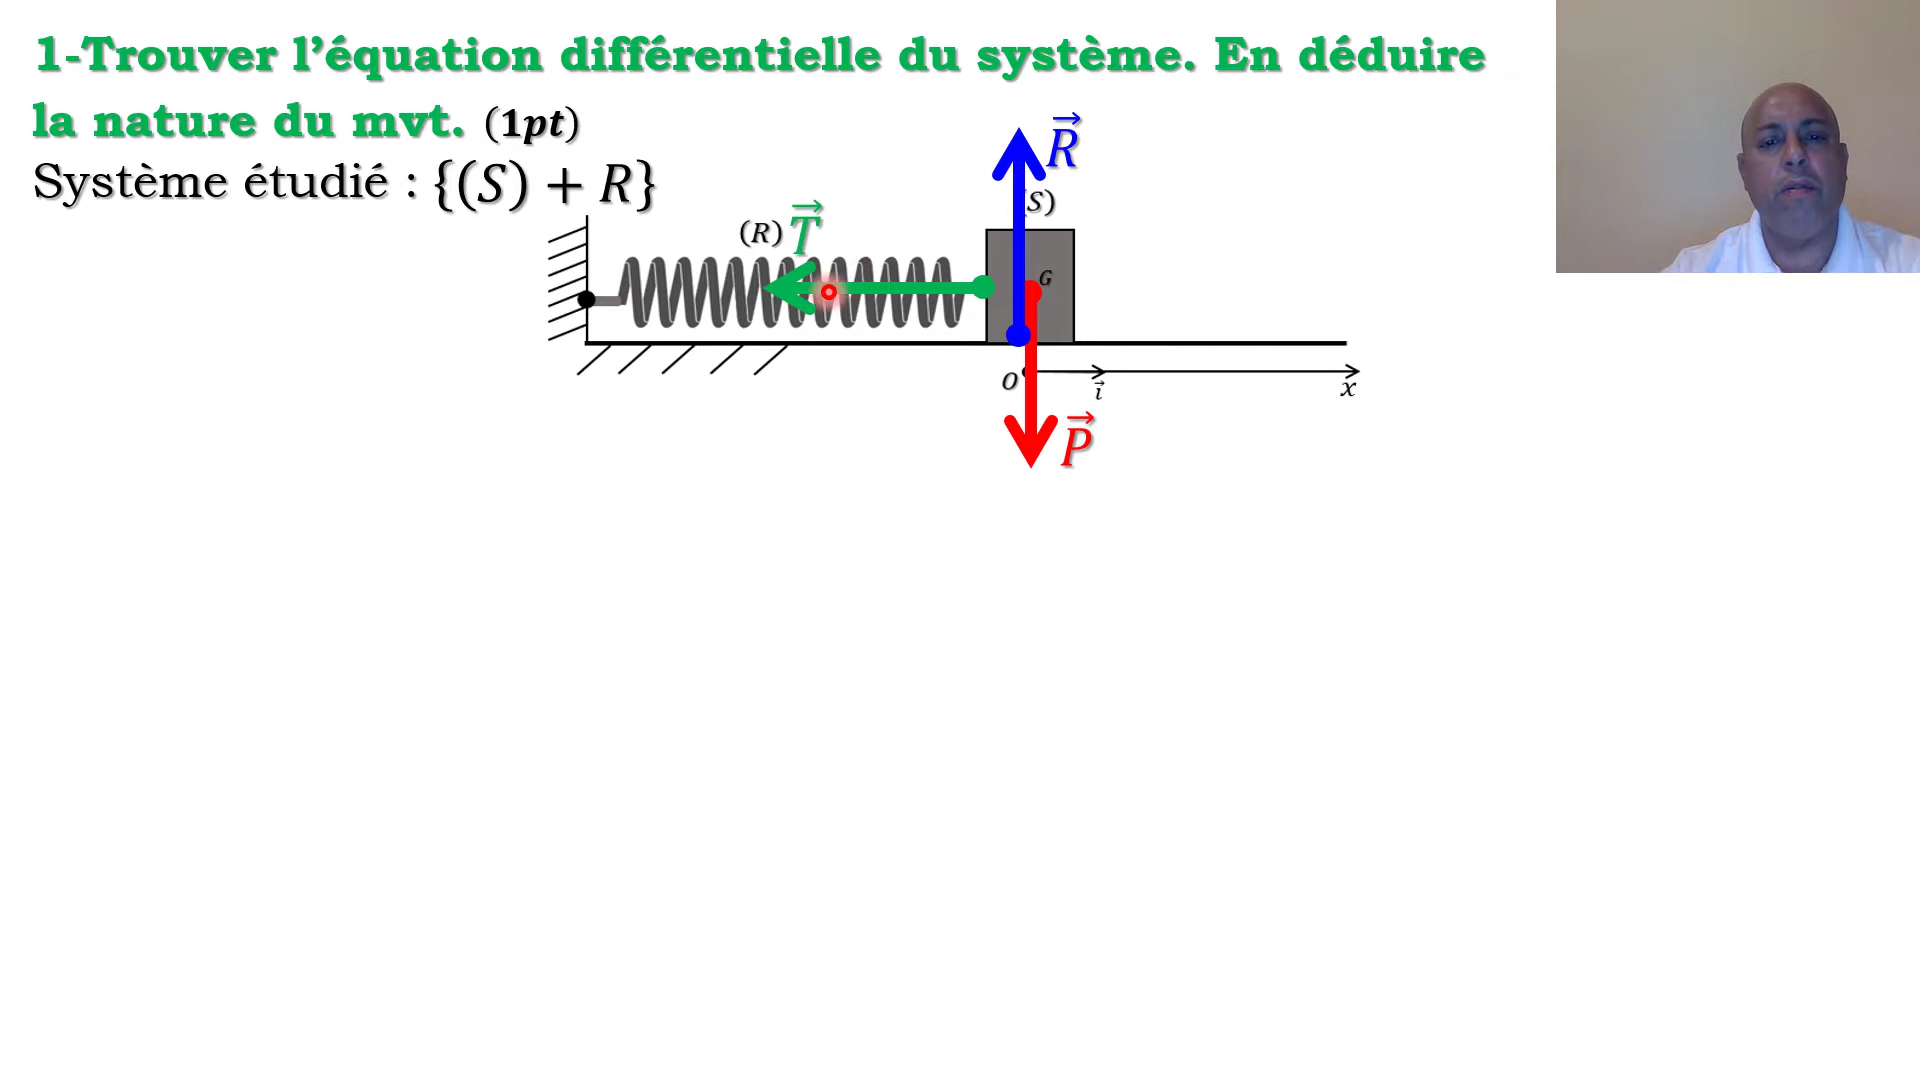 1-Trouver l’équation différentielle du système. En déduire
la nature du mvt. (1pt)
Système étudié : {(S) + R}
R⃗
(S)
(R) T⃗
G
O
i⃗
x
P⃗